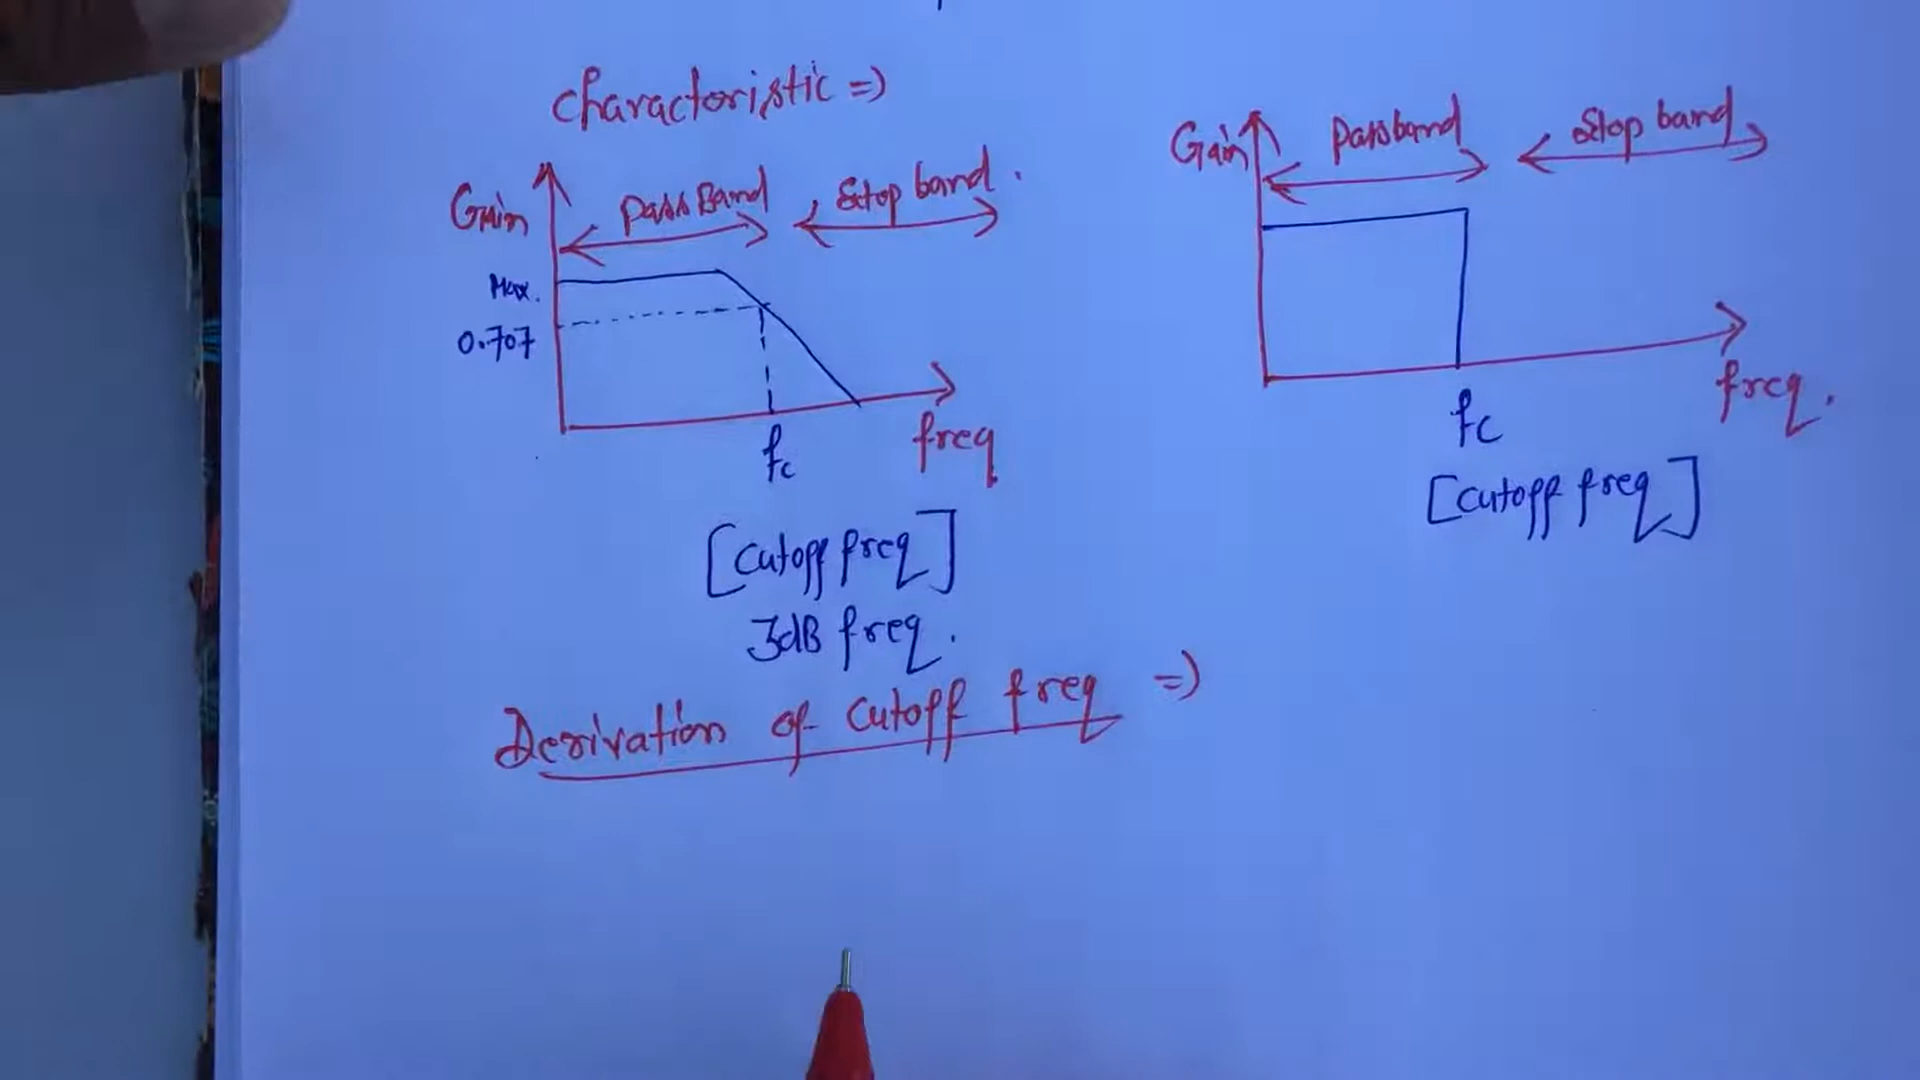 Charactoristic =>
Gain
Pass Band
Stop band.
Max.
0.707
fc
freq
[Cutoff freq]
3dB freq.
Gain
Passband
Stop band
fc
freq.
[Cutoff freq]
Derivation of Cutoff freq =>